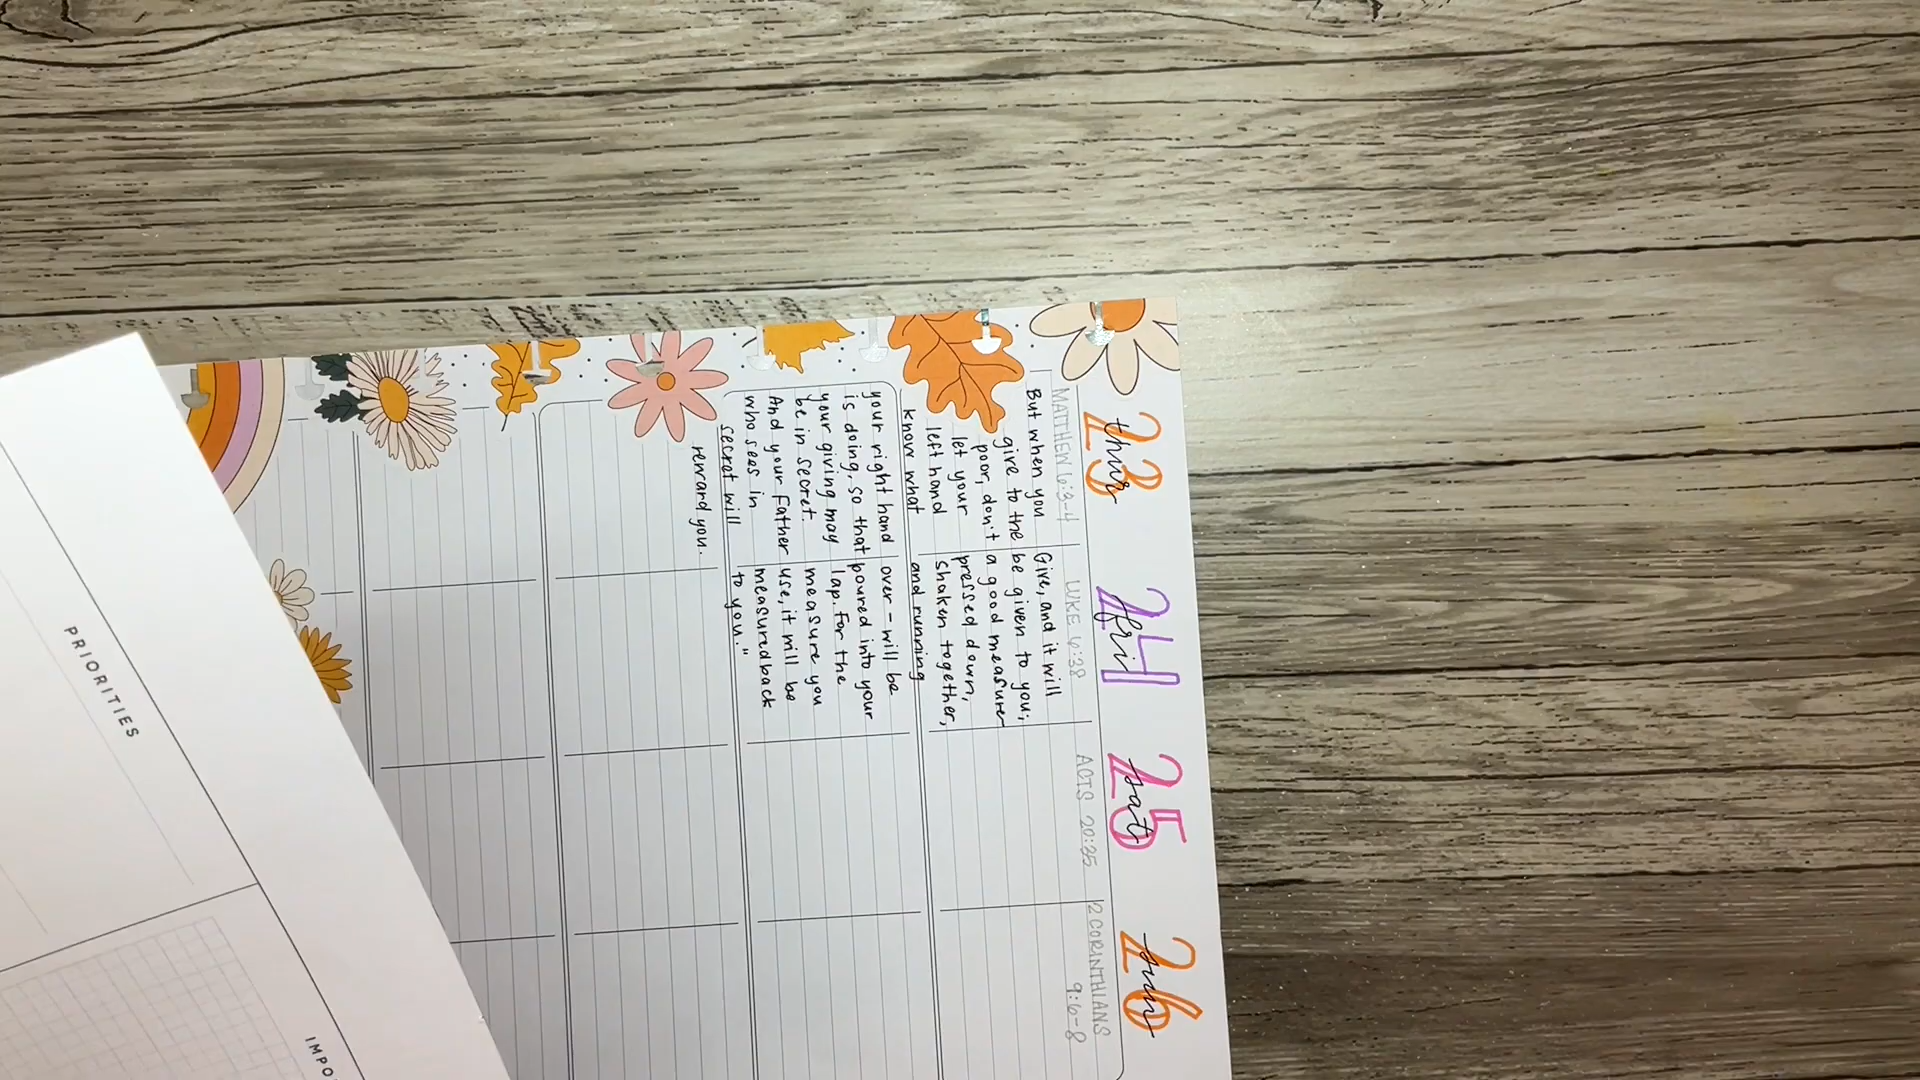 23
thur
MATTHEW 6:3-4
But when you
give to the
poor, don't
let your
left hand
know what
your right hand
is doing, so that
your giving may
be in secret.
And your Father
who sees in
secret will
reward you.
24
fri
LUKE 6:38
Give, and it will
be given to you;
a good measure
pressed down,
shaken together,
and running
over – will be
poured into your
lap. For the
measure you
use, it will be
measured back
to you."
25
sat
ACTS 20:35
26
sun
2 CORINTHIANS
9:6-8
PRIORITIES